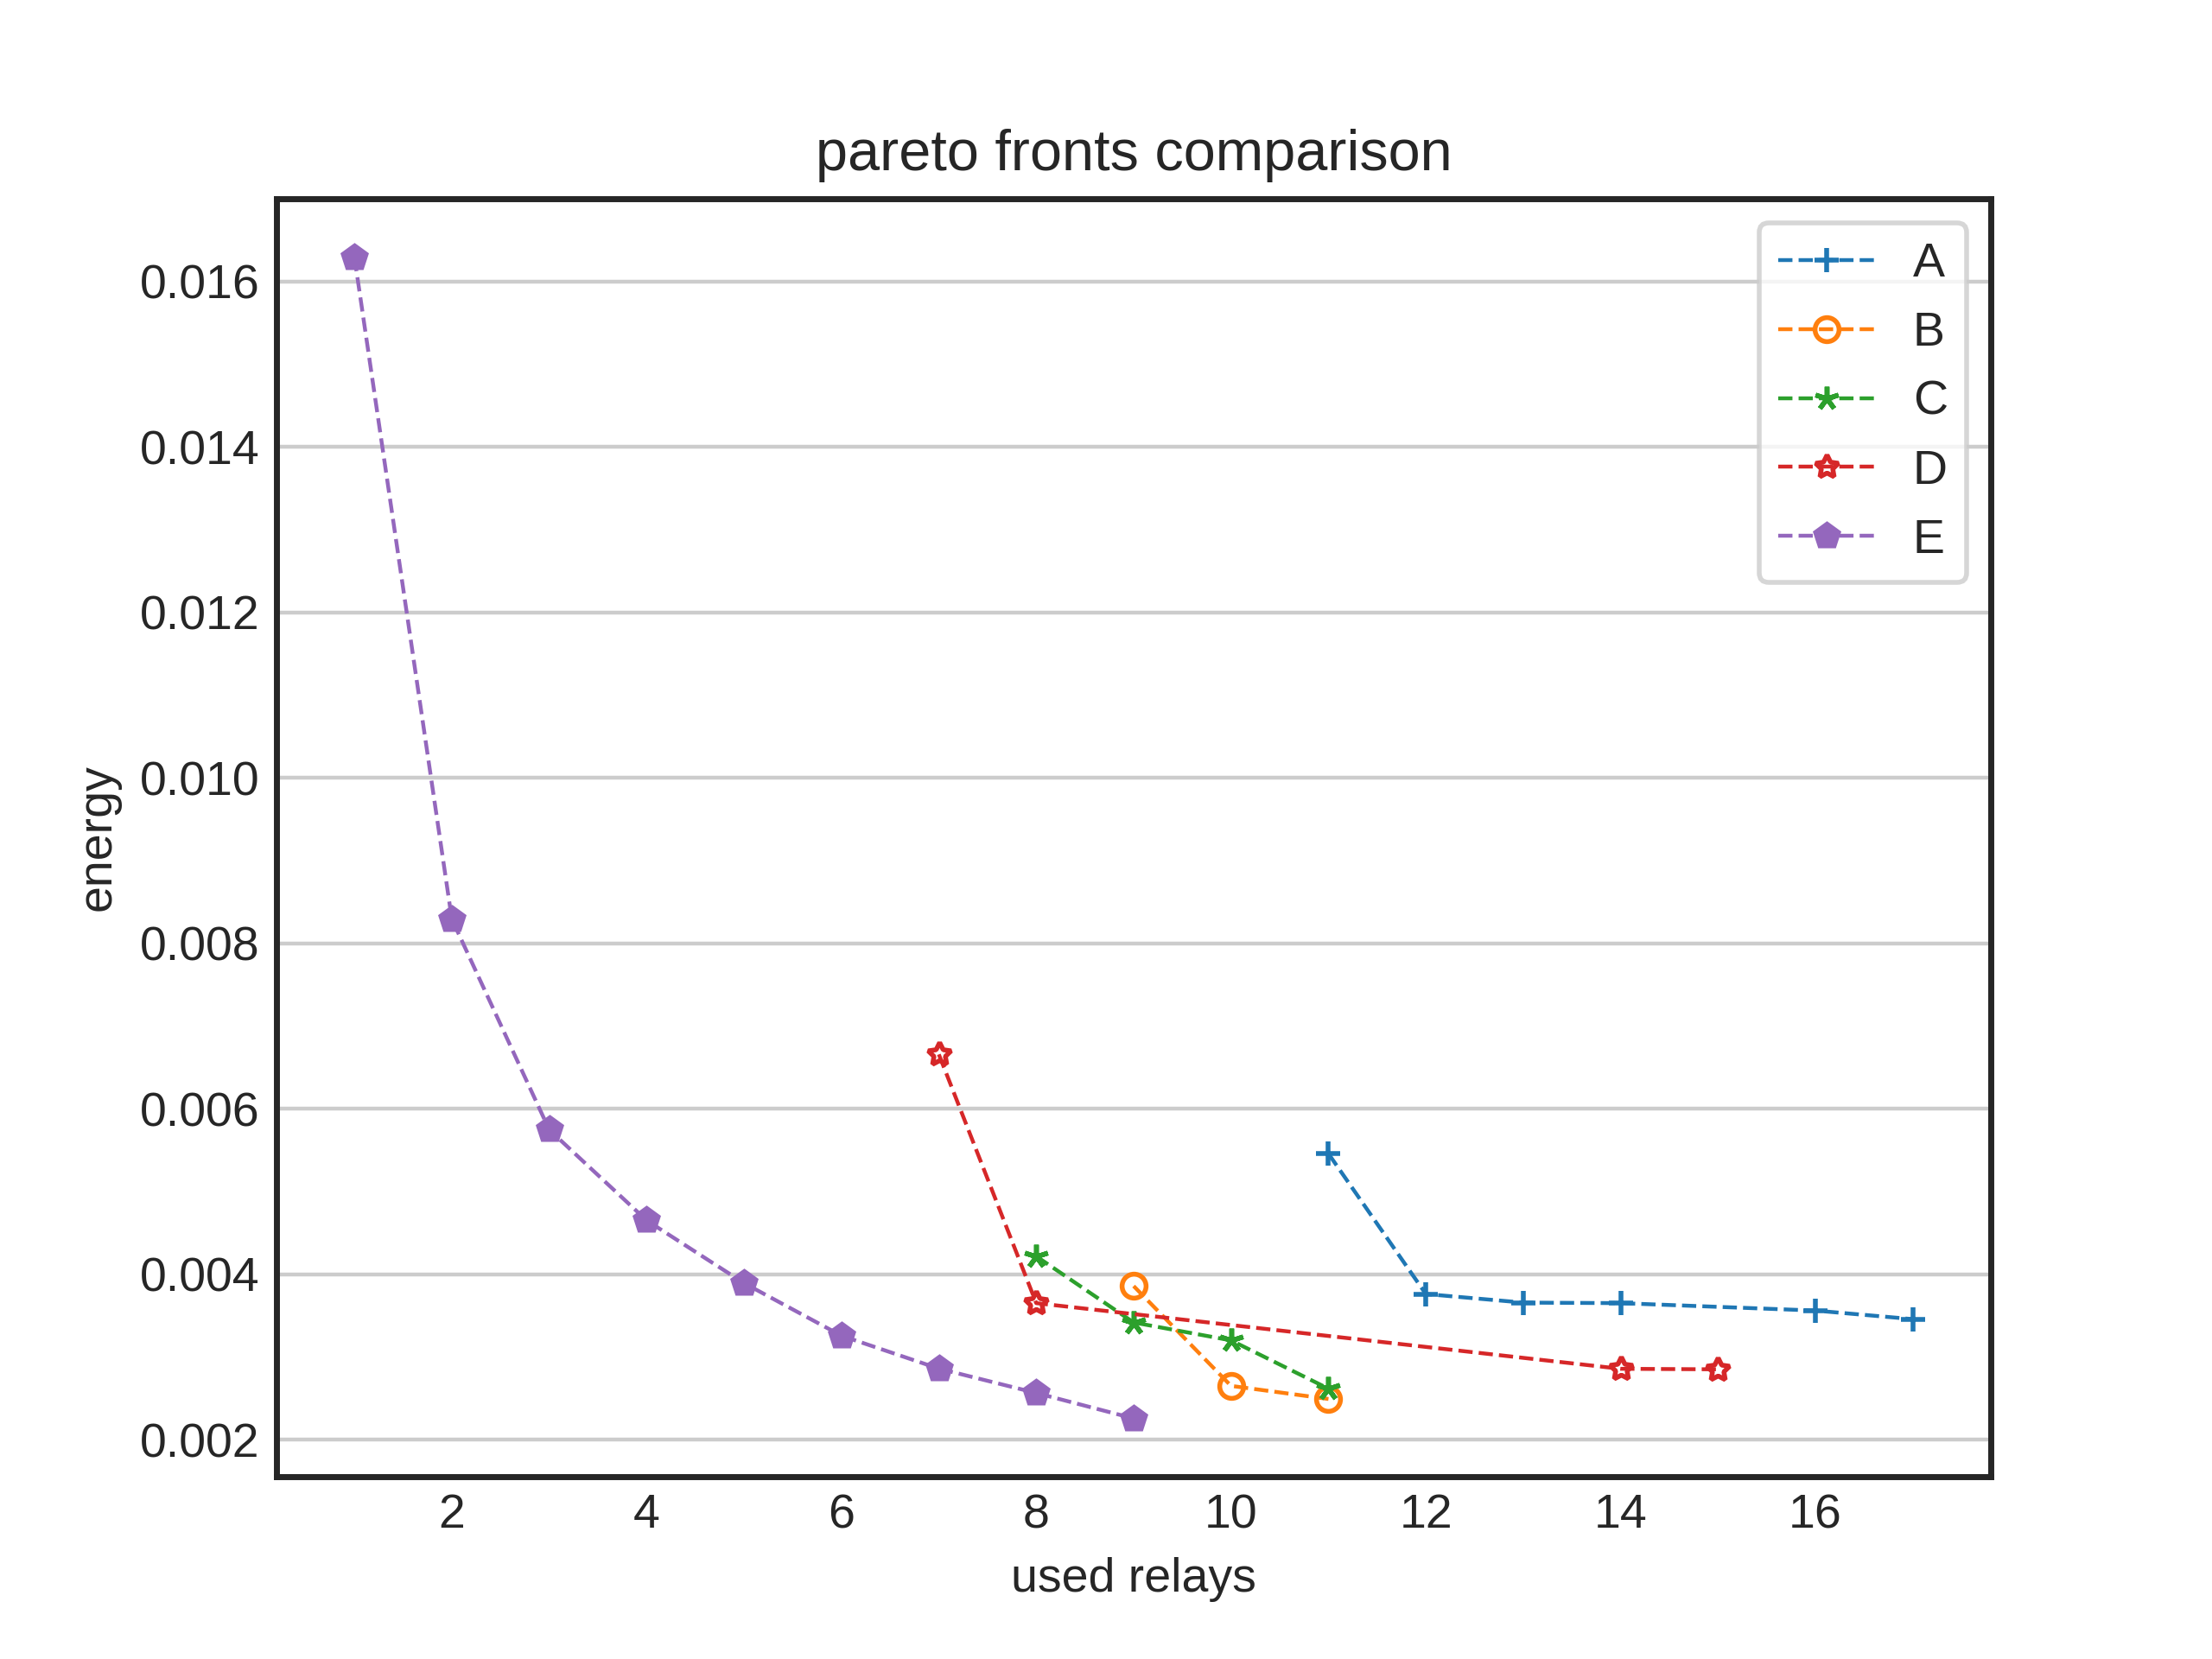 pareto fronts comparison
A
B
C
D
E
0.016
0.014
0.012
0.010
0.008
0.006
0.004
0.002
energy
2 4 6 8 10 12 14 16
used relays